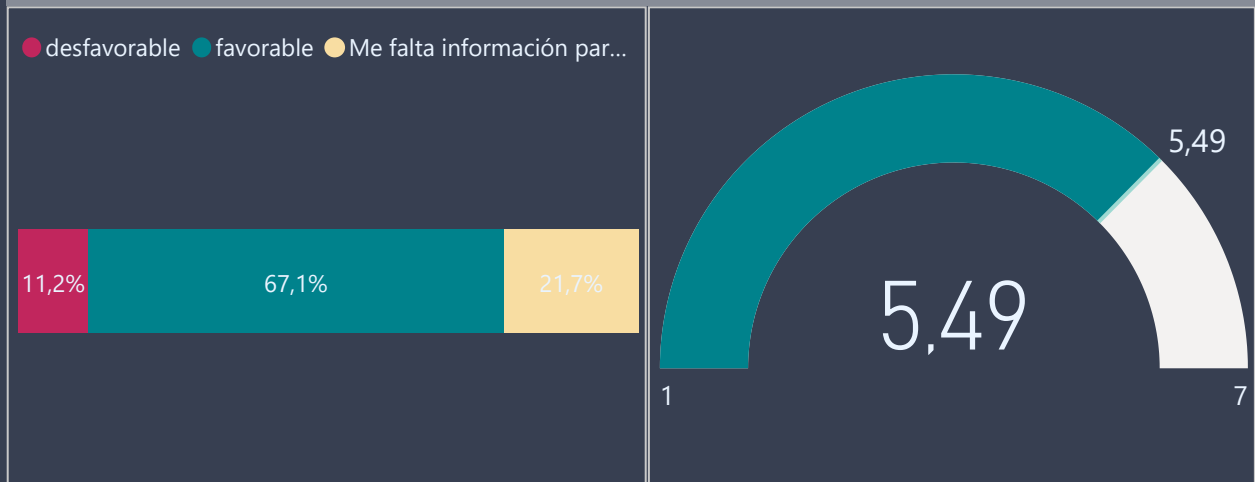 desfavorable favorable Me falta información par...
11,2% 67,1% 21,7%
5,49
5,49
1 7